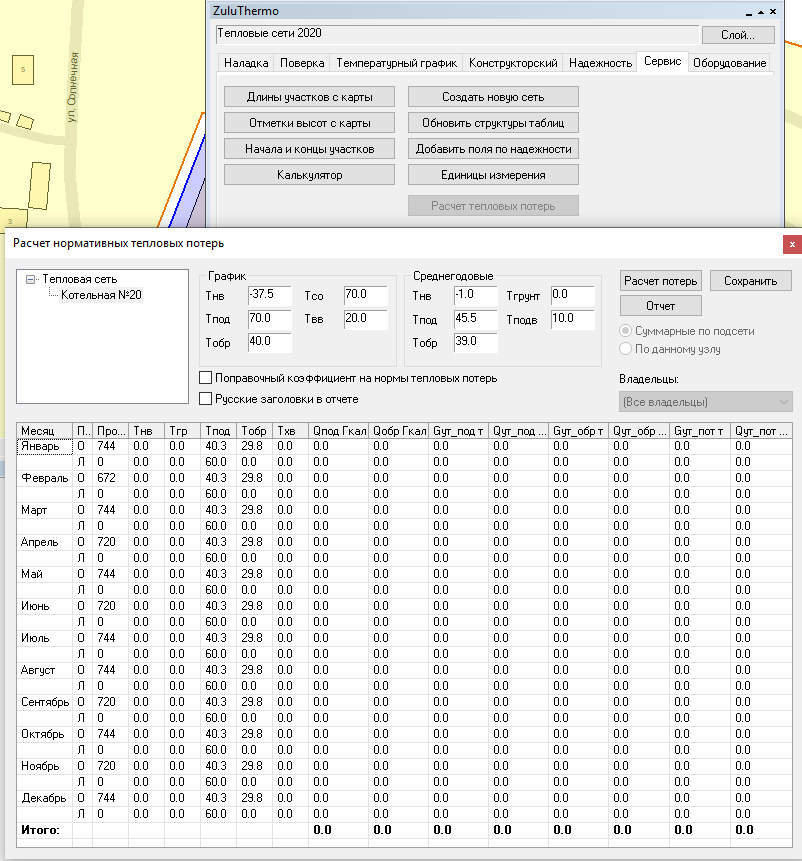 ZuluThermo
Тепловые сети 2020
Слой...
Наладка Поверка Температурный график Конструкторский Надежность Сервис Оборудование
Длины участков с карты Создать новую сеть
Отметки высот с карты Обновить структуры таблиц
Начала и концы участков Добавить поля по надежности
Калькулятор Единицы измерения
Расчет тепловых потерь
ул. Солнечная
5
3
Расчет нормативных тепловых потерь
Тепловая сеть
Котельная №20
График
Тнв -37.5 Тсо 70.0
Тпод 70.0 Твв 20.0
Тобр 40.0
Среднегодовые
Тнв -1.0 Тгрунт 0.0
Тпод 45.5 Тподв 10.0
Тобр 39.0
Расчет потерь Сохранить
Отчет
Суммарные по подсети
По данному узлу
Поправочный коэффициент на нормы тепловых потерь
Русские заголовки в отчете
Владельцы:
(Все владельцы)
Месяц П.. Про... Тнв Тгр Тпод Тобр Тхв Qпод Гкал Qобр Гкал Gут_под т Qут_под ... Gут_обр т Qут_обр ... Gут_пот т Qут_пот ...
Январь О 744 0.0 0.0 40.3 29.8 0.0 0.0 0.0 0.0 0.0 0.0 0.0 0.0 0.0
Л 0 0.0 0.0 60.0 0.0 0.0 0.0 0.0 0.0 0.0 0.0 0.0 0.0 0.0
Февраль О 672 0.0 0.0 40.3 29.8 0.0 0.0 0.0 0.0 0.0 0.0 0.0 0.0 0.0
Л 0 0.0 0.0 60.0 0.0 0.0 0.0 0.0 0.0 0.0 0.0 0.0 0.0 0.0
Март О 744 0.0 0.0 40.3 29.8 0.0 0.0 0.0 0.0 0.0 0.0 0.0 0.0 0.0
Л 0 0.0 0.0 60.0 0.0 0.0 0.0 0.0 0.0 0.0 0.0 0.0 0.0 0.0
Апрель О 720 0.0 0.0 40.3 29.8 0.0 0.0 0.0 0.0 0.0 0.0 0.0 0.0 0.0
Л 0 0.0 0.0 60.0 0.0 0.0 0.0 0.0 0.0 0.0 0.0 0.0 0.0 0.0
Май О 744 0.0 0.0 40.3 29.8 0.0 0.0 0.0 0.0 0.0 0.0 0.0 0.0 0.0
Л 0 0.0 0.0 60.0 0.0 0.0 0.0 0.0 0.0 0.0 0.0 0.0 0.0 0.0
Июнь О 720 0.0 0.0 40.3 29.8 0.0 0.0 0.0 0.0 0.0 0.0 0.0 0.0 0.0
Л 0 0.0 0.0 60.0 0.0 0.0 0.0 0.0 0.0 0.0 0.0 0.0 0.0 0.0
Июль О 744 0.0 0.0 40.3 29.8 0.0 0.0 0.0 0.0 0.0 0.0 0.0 0.0 0.0
Л 0 0.0 0.0 60.0 0.0 0.0 0.0 0.0 0.0 0.0 0.0 0.0 0.0 0.0
Август О 744 0.0 0.0 40.3 29.8 0.0 0.0 0.0 0.0 0.0 0.0 0.0 0.0 0.0
Л 0 0.0 0.0 60.0 0.0 0.0 0.0 0.0 0.0 0.0 0.0 0.0 0.0 0.0
Сентябрь О 720 0.0 0.0 40.3 29.8 0.0 0.0 0.0 0.0 0.0 0.0 0.0 0.0 0.0
Л 0 0.0 0.0 60.0 0.0 0.0 0.0 0.0 0.0 0.0 0.0 0.0 0.0 0.0
Октябрь О 744 0.0 0.0 40.3 29.8 0.0 0.0 0.0 0.0 0.0 0.0 0.0 0.0 0.0
Л 0 0.0 0.0 60.0 0.0 0.0 0.0 0.0 0.0 0.0 0.0 0.0 0.0 0.0
Ноябрь О 720 0.0 0.0 40.3 29.8 0.0 0.0 0.0 0.0 0.0 0.0 0.0 0.0 0.0
Л 0 0.0 0.0 60.0 0.0 0.0 0.0 0.0 0.0 0.0 0.0 0.0 0.0 0.0
Декабрь О 744 0.0 0.0 40.3 29.8 0.0 0.0 0.0 0.0 0.0 0.0 0.0 0.0 0.0
Л 0 0.0 0.0 60.0 0.0 0.0 0.0 0.0 0.0 0.0 0.0 0.0 0.0 0.0
Итого: 0.0 0.0 0.0 0.0 0.0 0.0 0.0 0.0